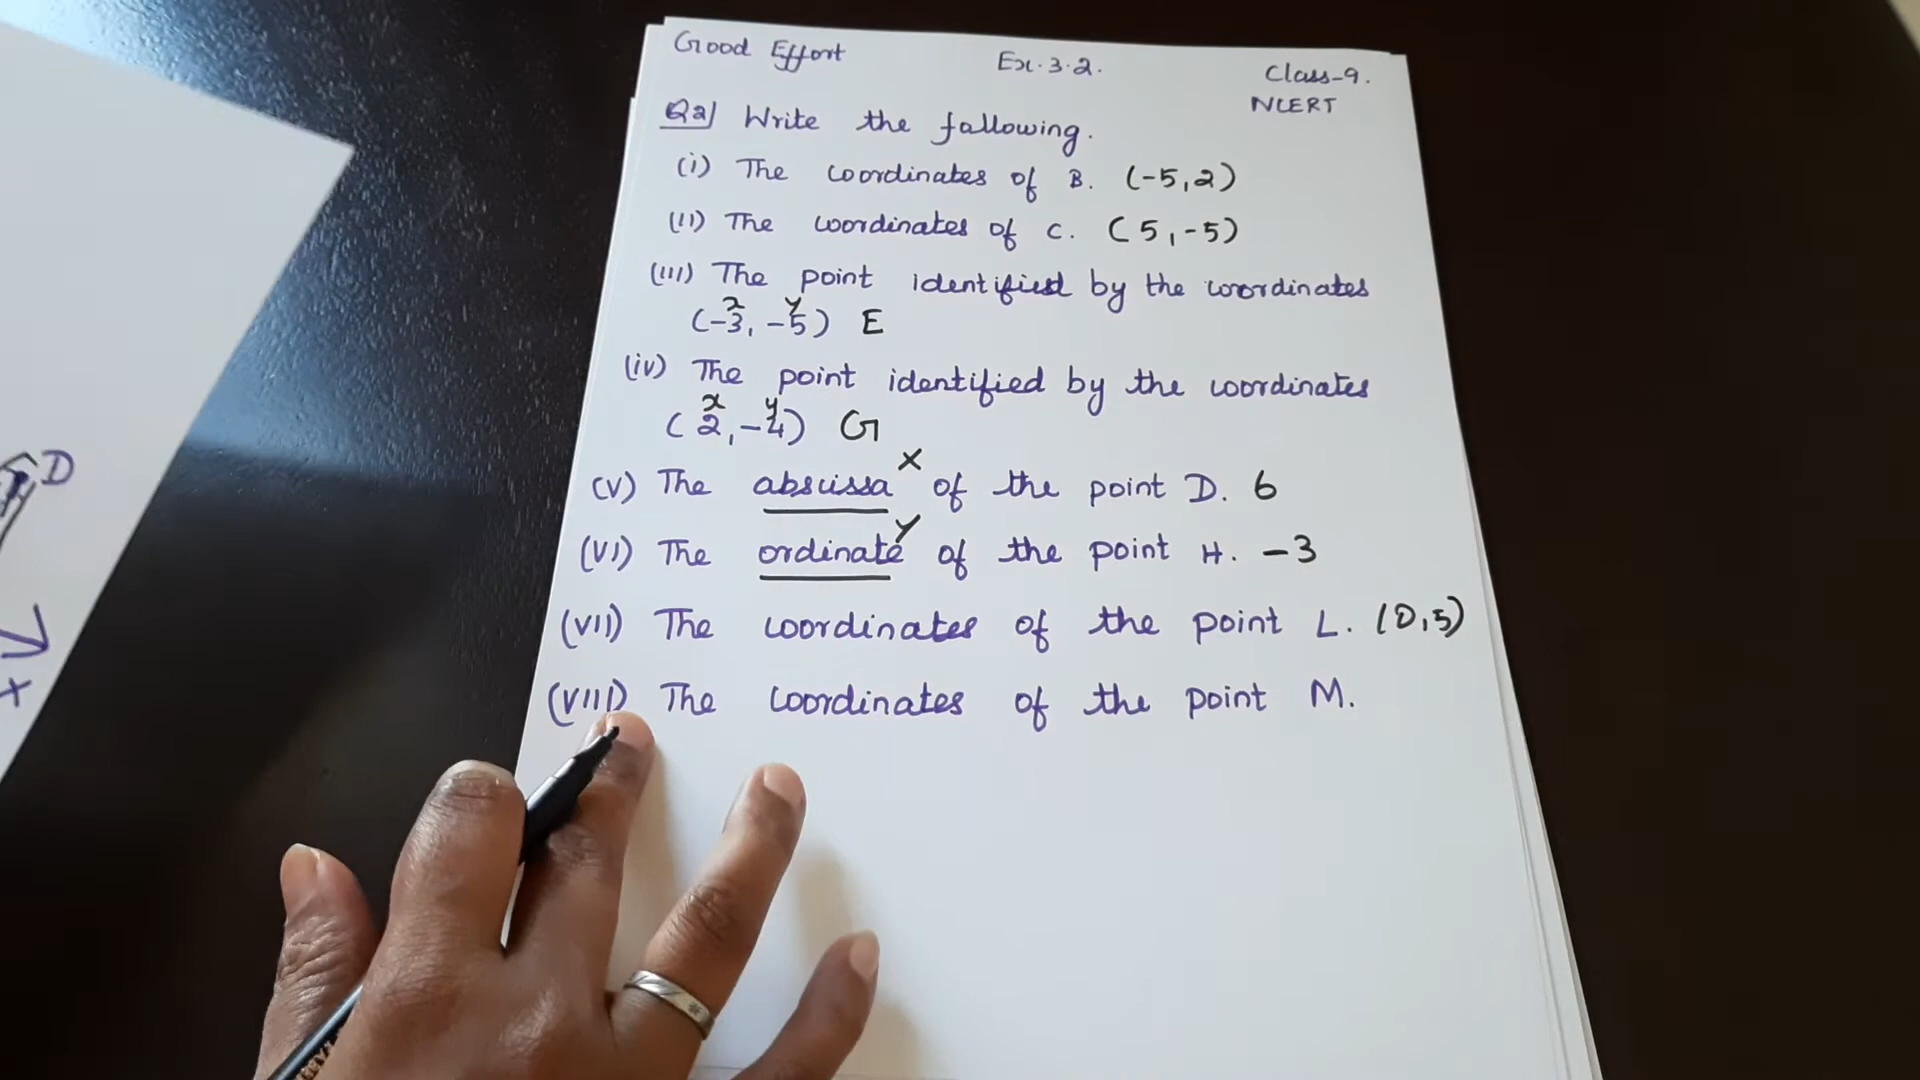 Good Effort
Ex. 3.2.
Class-9.
NCERT
Q2) Write the fallowing.
(i) The coordinates of B. (-5,2)
(ii) The coordinates of C. (5,-5)
(iii) The point identified by the coordinates
x y
(-3, -5) E
(iv) The point identified by the coordinates
x y
(2, -4) G
x
(v) The abscissa of the point D. 6
y
(vi) The ordinate of the point H. -3
(vii) The coordinates of the point L. (0,5)
(viii) The coordinates of the point M.
D
X